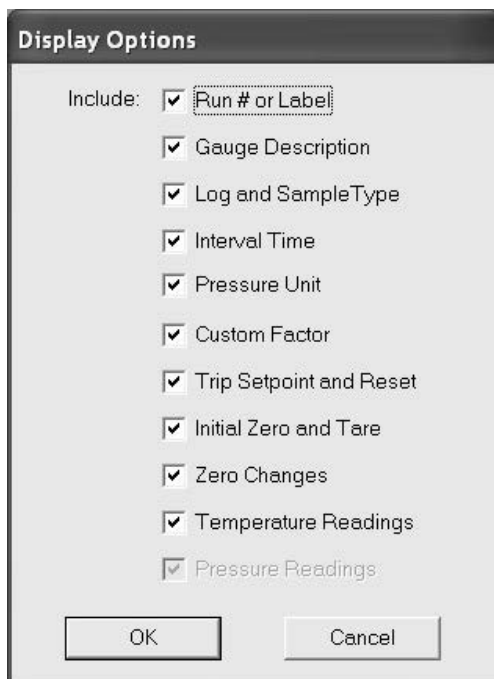 Display Options
Include: Run # or Label
Gauge Description
Log and SampleType
Interval Time
Pressure Unit
Custom Factor
Trip Setpoint and Reset
Initial Zero and Tare
Zero Changes
Temperature Readings
Pressure Readings
OK Cancel